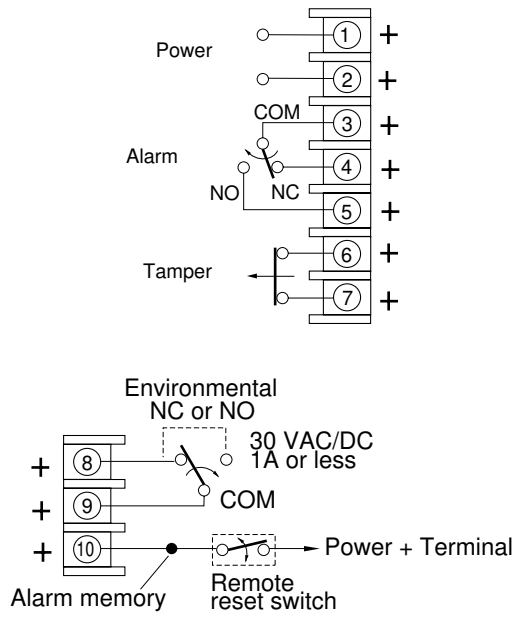 Power
1 +
2 +
COM
3 +
Alarm
4 +
NO NC
5 +
6 +
Tamper
7 +
Environmental
NC or NO
30 VAC/DC
1A or less
+ 8
+ 9
COM
+ 10
Power + Terminal
Alarm memory
Remote
reset switch